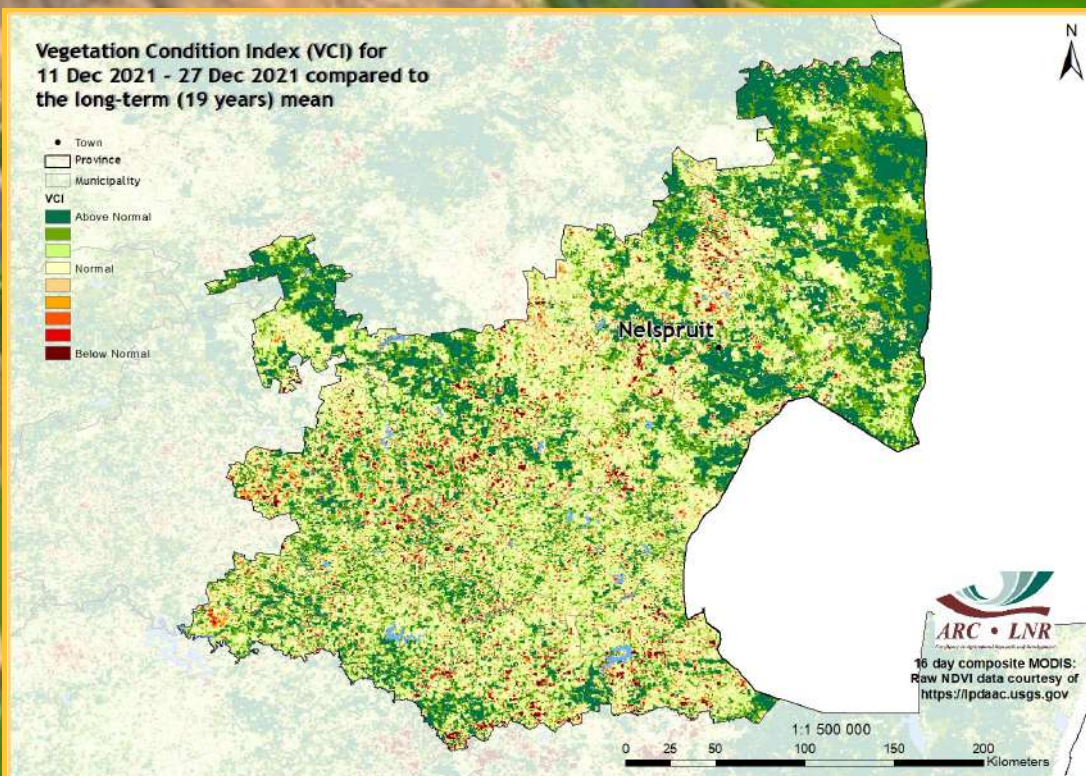 Vegetation Condition Index (VCI) for
11 Dec 2021 - 27 Dec 2021 compared to
the long-term (19 years) mean
N
Town
Province
Municipality
VCI
Above Normal
Normal
Below Normal
Nelspruit
ARC • LNR
16 day composite MODIS:
Raw NDVI data courtesy of
https://lpdaac.usgs.gov
1:1 500 000
0 25 50 100 150 200
Kilometers